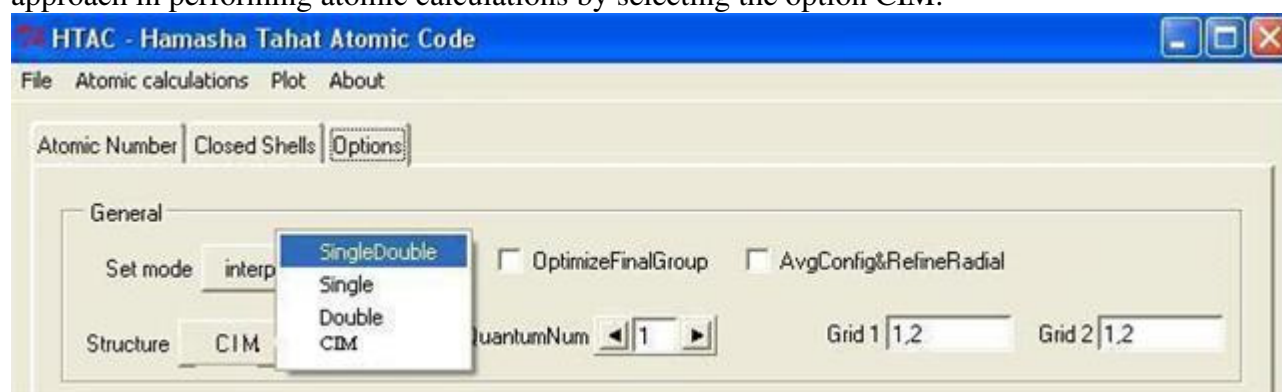 approach in performing atomic calculations by selecting the option CIM.
HTAC - Hamasha Tahat Atomic Code
File Atomic calculations Plot About
Atomic Number Closed Shells Options
General
Set mode interp SingleDouble OptimizeFinalGroup AvgConfig&RefineRadial
Single
Double
Structure CIM CIM QuantumNum 1 Grid 1 1,2 Grid 2 1,2